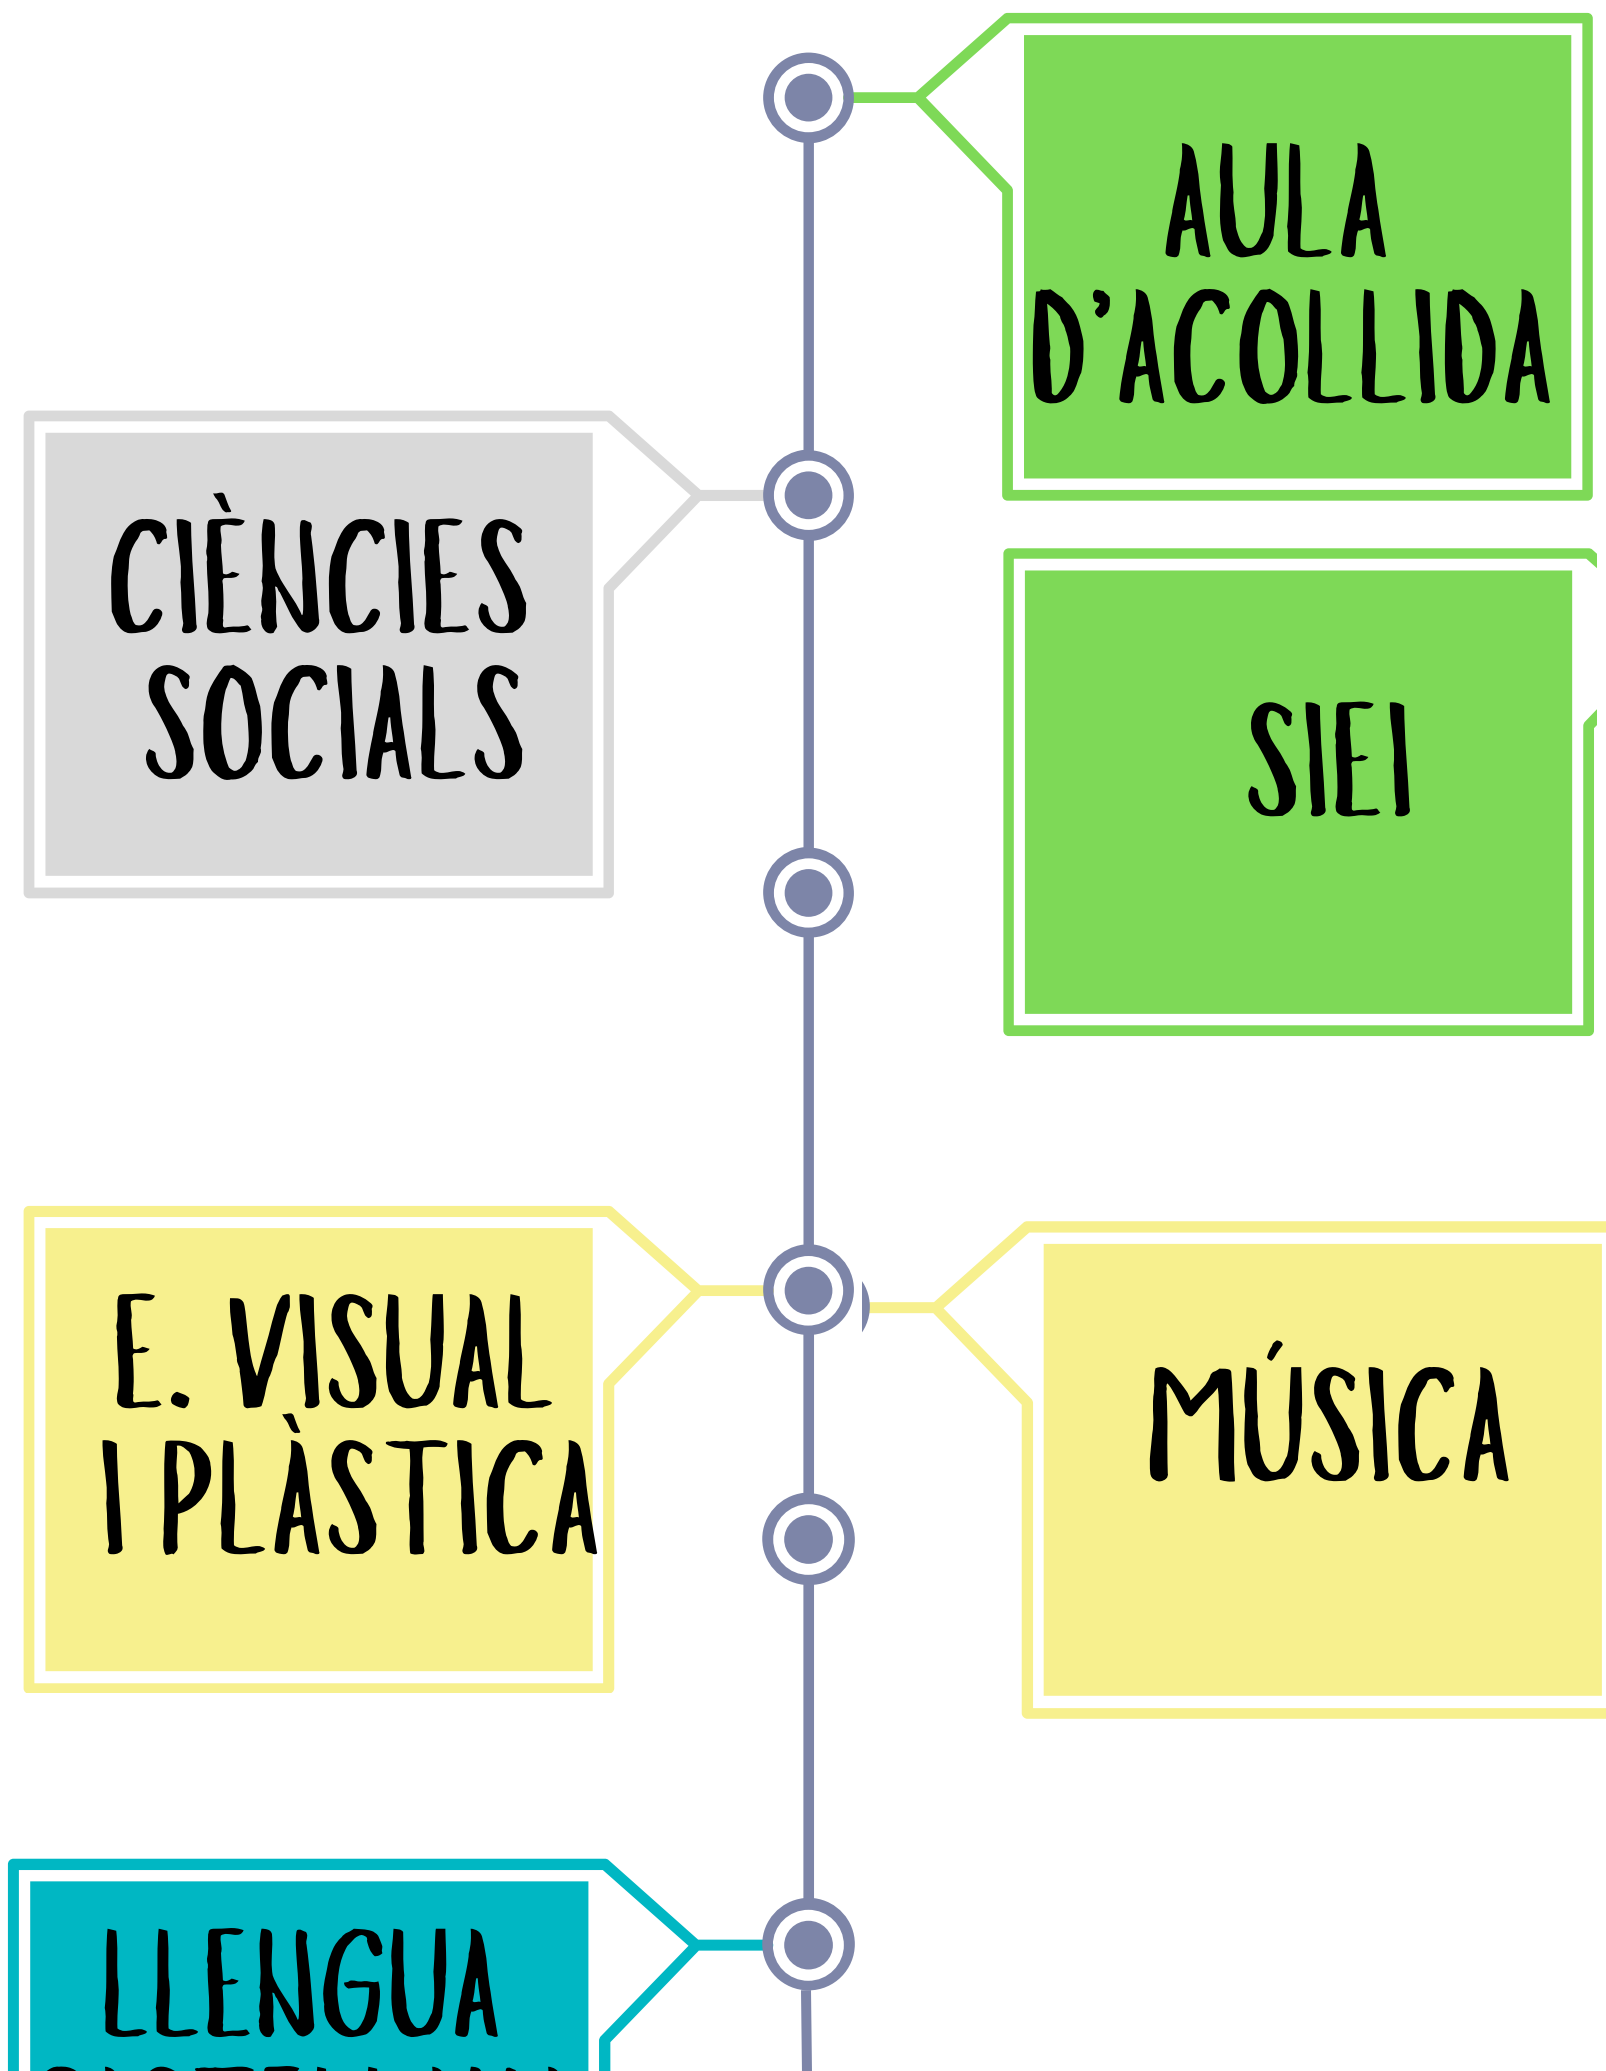 AULA
D'ACOLLIDA
CIÈNCIES
SOCIALS
SIEI
E. VISUAL
I PLÀSTICA
MÚSICA
LLENGUA